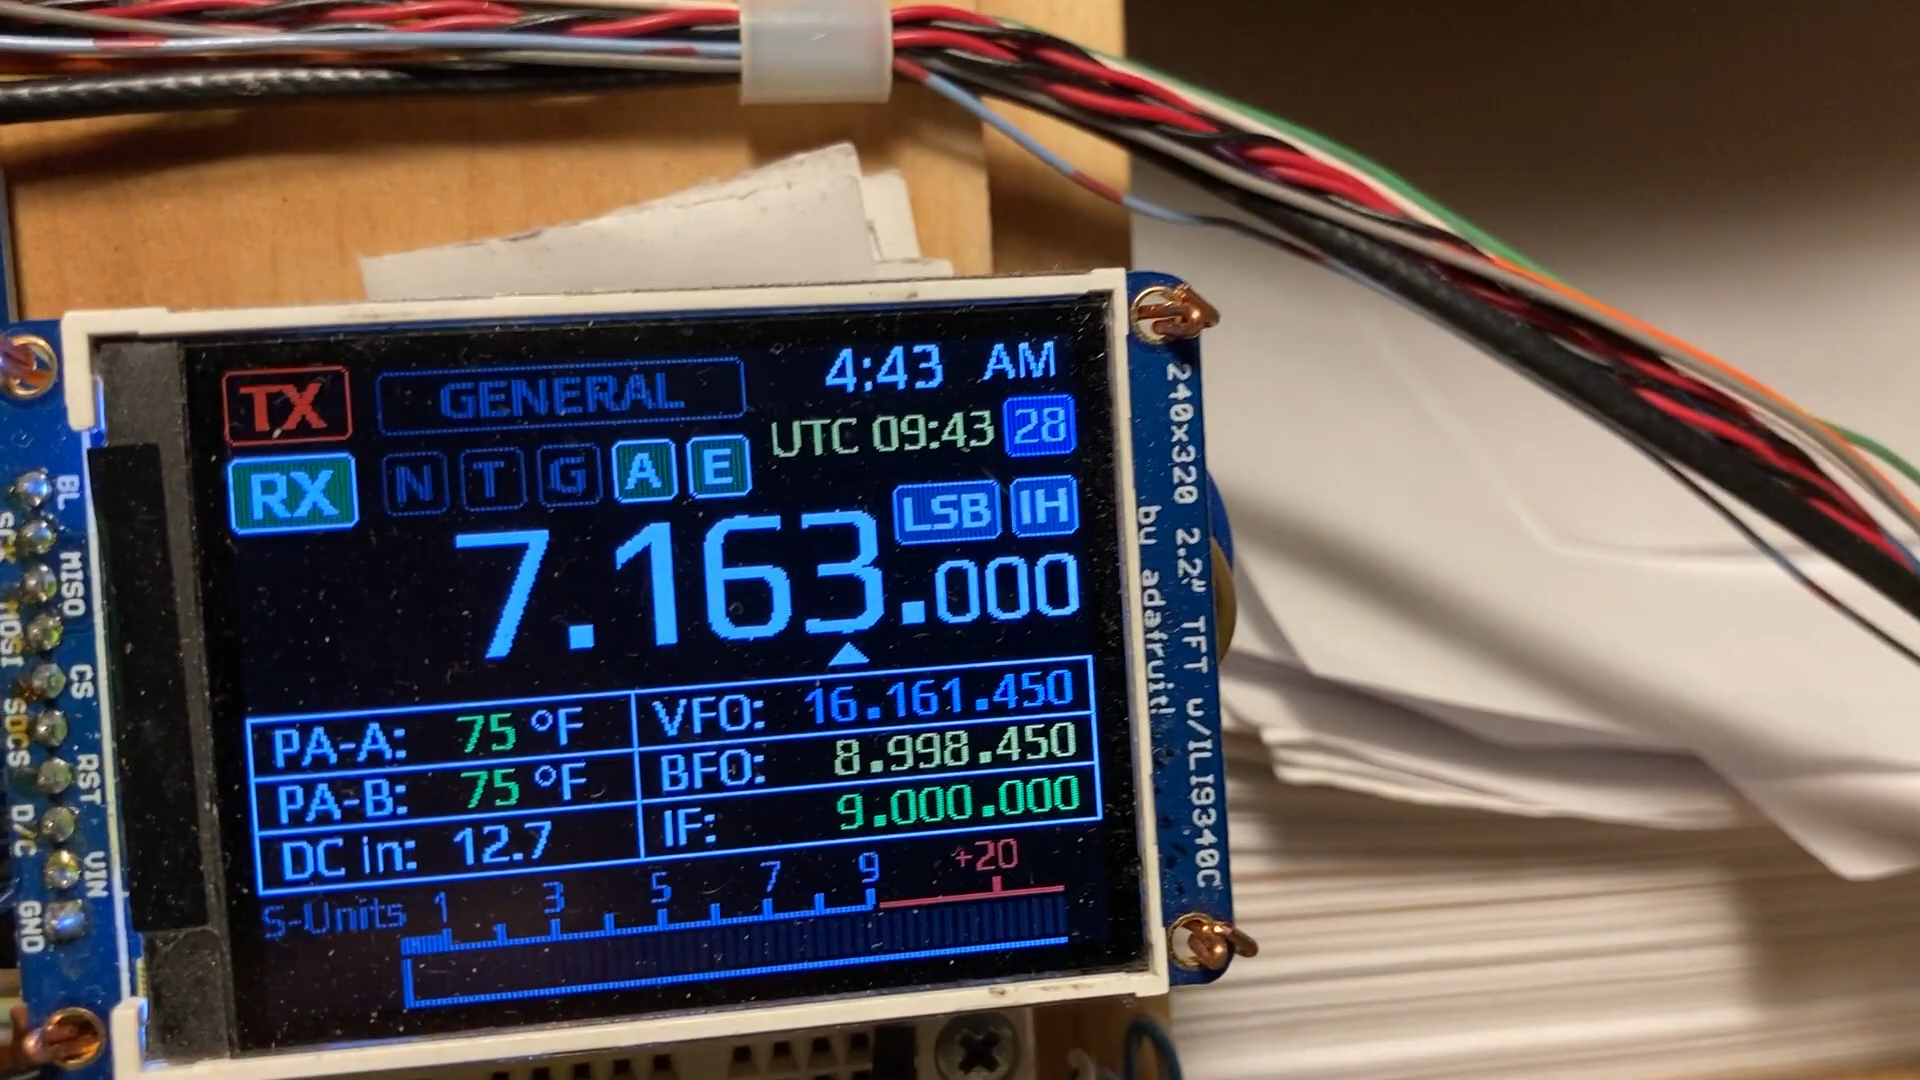 TX GENERAL 4:43 AM
UTC 09:43 28
RX N T G A E
LSB IH
7.163.000
PA-A: 75 °F VFO: 16.161.450
PA-B: 75 °F BFO: 8.998.450
DC in: 12.7 IF: 9.000.000
S-Units 1 3 5 7 9 +20
240x320 2.2" TFT w/ILI9340C
by adafruit!
BL
SCK
MISO
MOSI
CS
SDCS
RST
D/C
VIN
GND